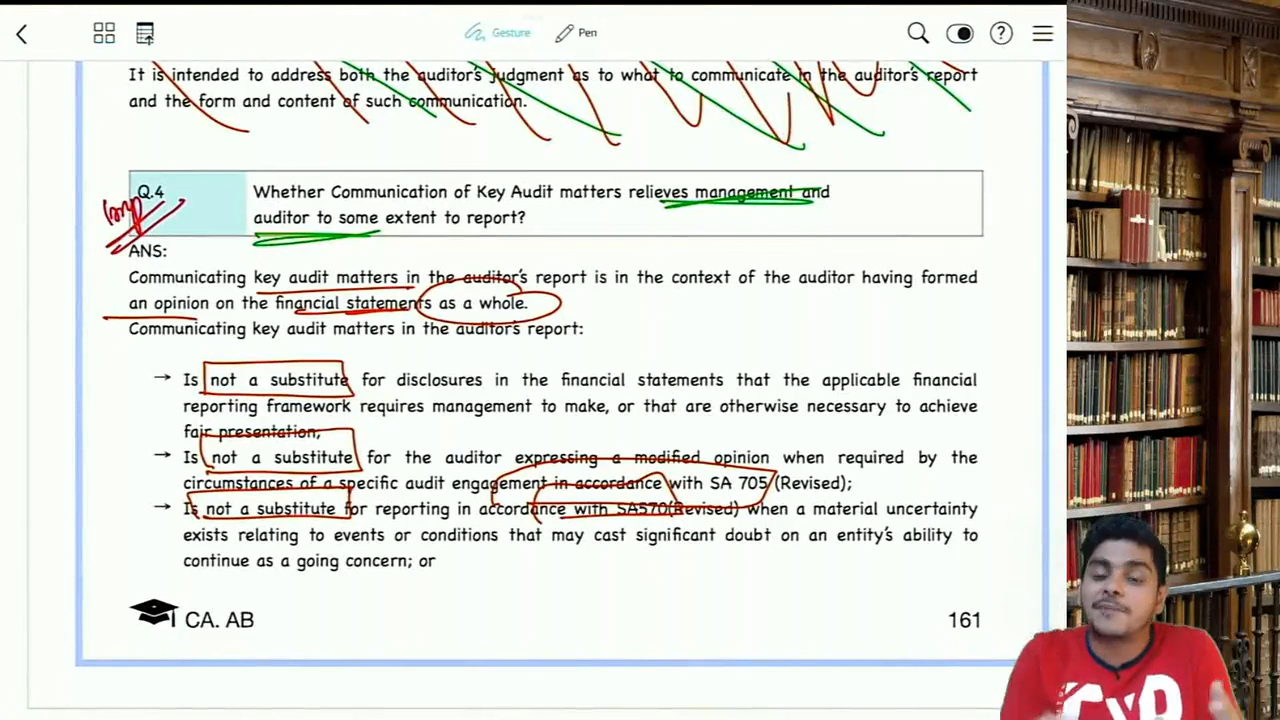 Gesture Pen
It is intended to address both the auditor's judgment as to what to communicate in the auditor's report
and the form and content of such communication.
Q.4 Whether Communication of Key Audit matters relieves management and
auditor to some extent to report?
Imp
ANS:
Communicating key audit matters in the auditor's report is in the context of the auditor having formed
an opinion on the financial statements as a whole.
Communicating key audit matters in the auditor's report:
→ Is not a substitute for disclosures in the financial statements that the applicable financial
reporting framework requires management to make, or that are otherwise necessary to achieve
fair presentation;
→ Is not a substitute for the auditor expressing a modified opinion when required by the
circumstances of a specific audit engagement in accordance with SA 705 (Revised);
→ Is not a substitute for reporting in accordance with SA570(Revised) when a material uncertainty
exists relating to events or conditions that may cast significant doubt on an entity's ability to
continue as a going concern; or
CA. AB 161